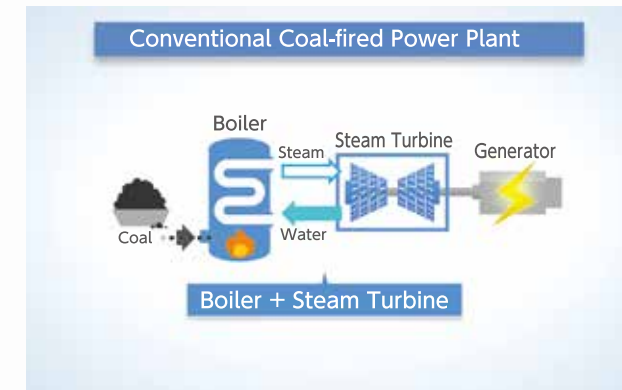 Conventional Coal-fired Power Plant
Boiler
Steam
Steam Turbine
Generator
Coal
Water
Boiler + Steam Turbine